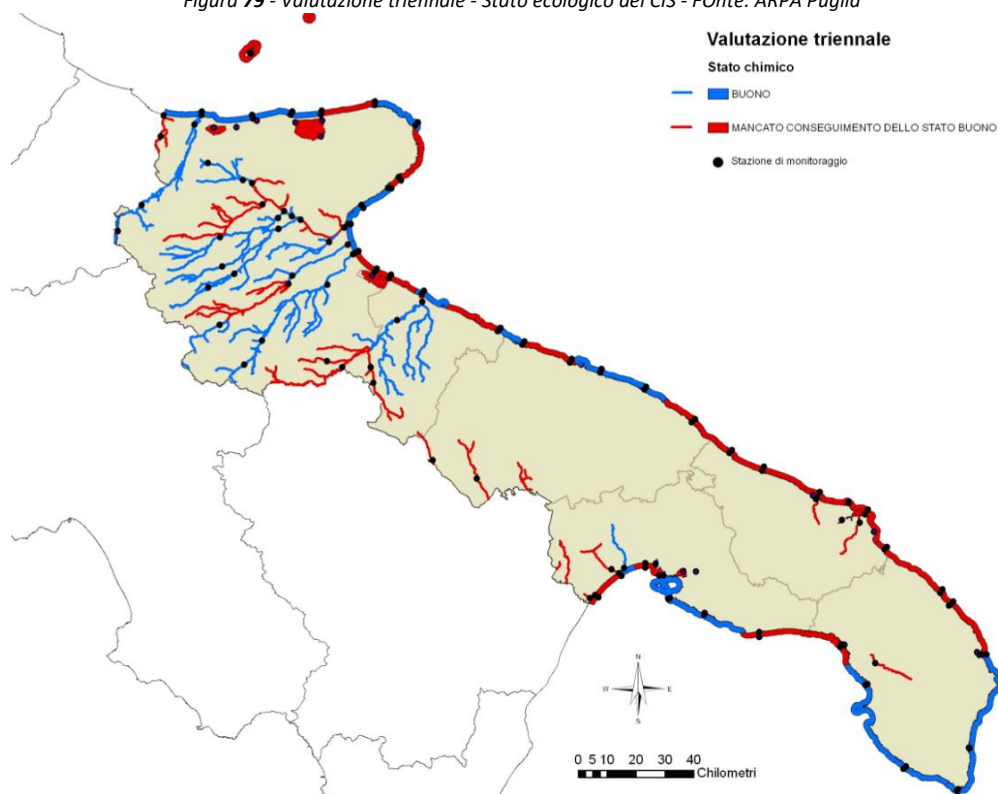 Figura 79 - Valutazione triennale - Stato ecologico dei CIS - FOnte: ARPA Puglia
Valutazione triennale
Stato chimico
BUONO
MANCATO CONSEGUIMENTO DELLO STATO BUONO
Stazione di monitoraggio
N
W E
S
0 5 10 20 30 40
Chilometri